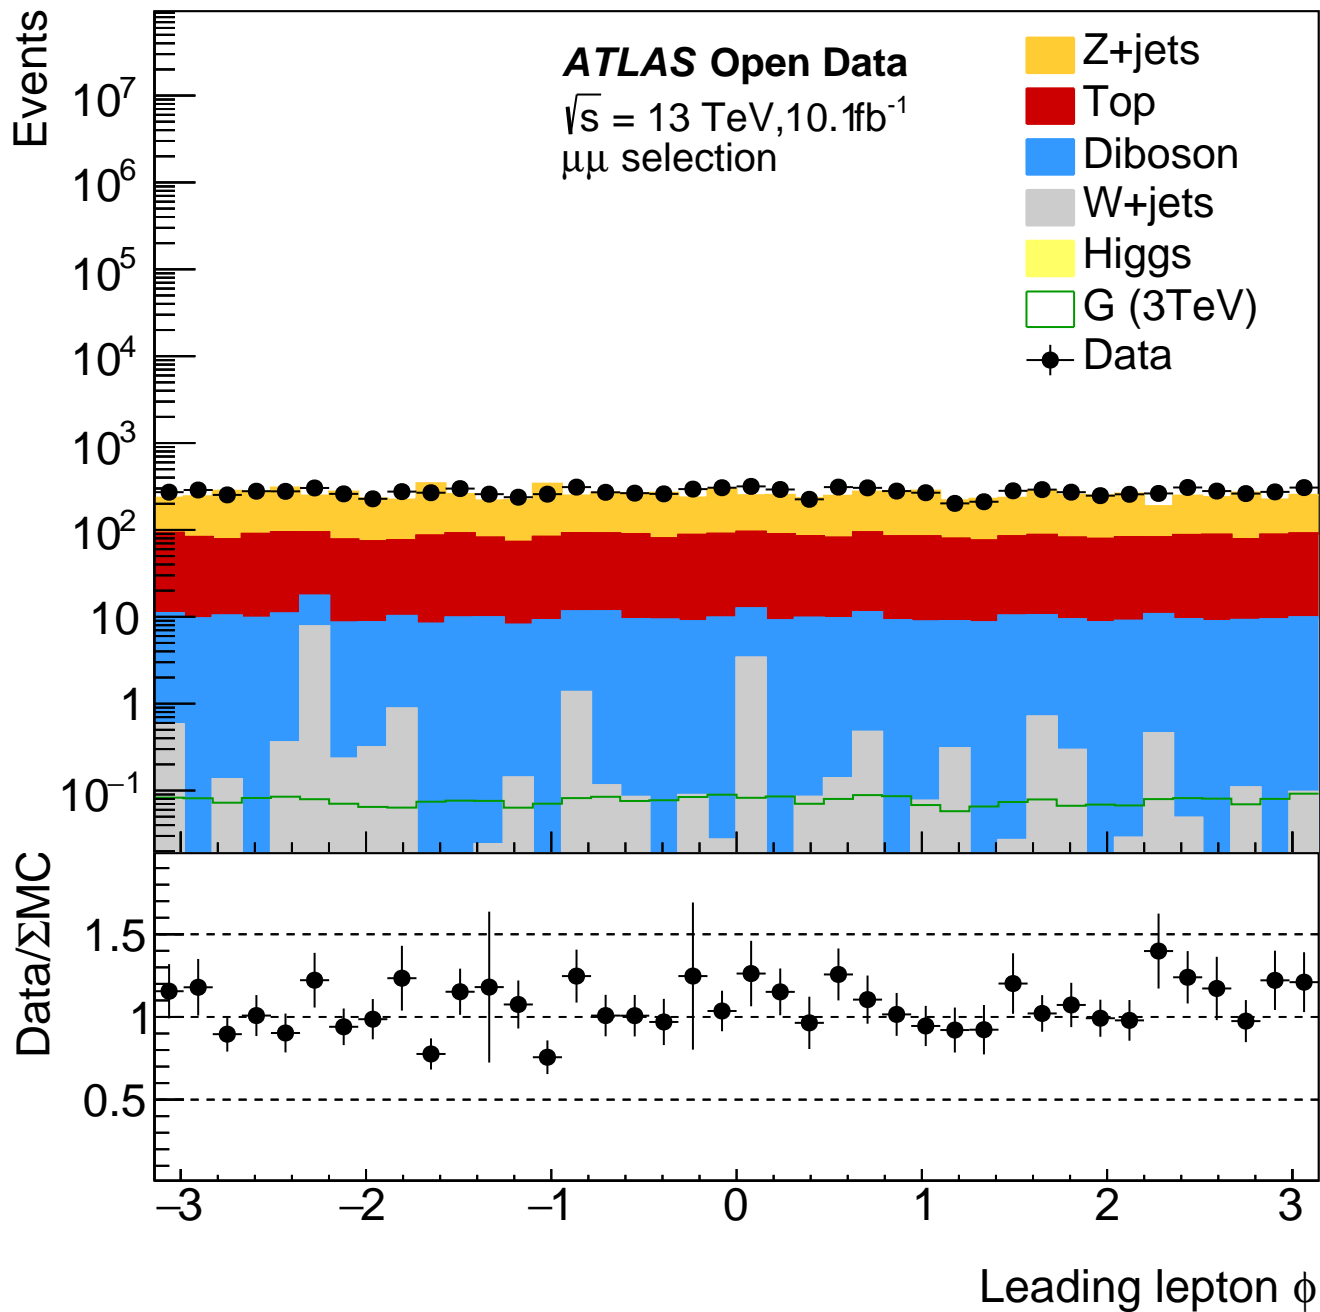 Events
10⁷
10⁶
10⁵
10⁴
10³
10²
10
1
10⁻¹
ATLAS Open Data
√s = 13 TeV,10.1fb⁻¹
μμ selection
Z+jets
Top
Diboson
W+jets
Higgs
G (3TeV)
Data
Data/ΣMC
1.5
1
0.5
−3 −2 −1 0 1 2 3
Leading lepton ϕ